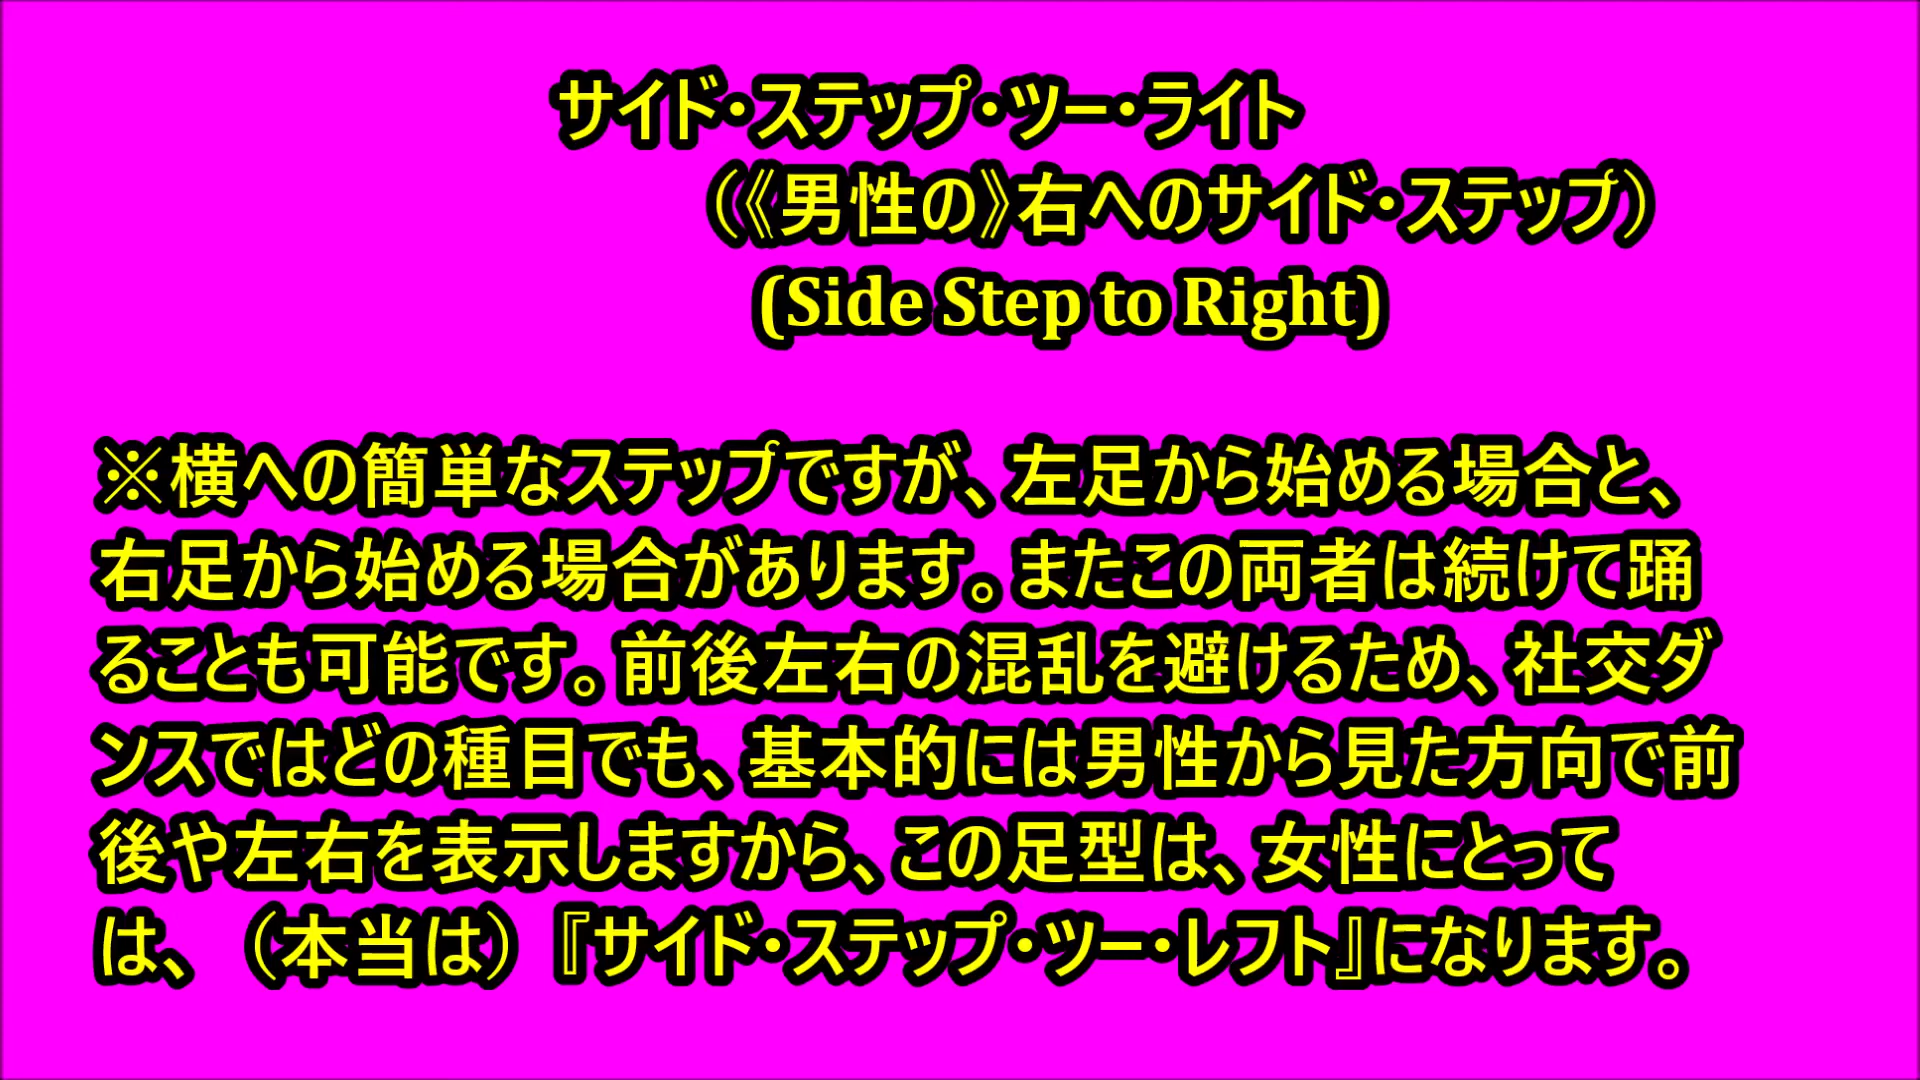 サイド・ステップ・ツー・ライト
（《男性の》右へのサイド・ステップ）
(Side Step to Right)
※横への簡単なステップですが、左足から始める場合と、
右足から始める場合があります。またこの両者は続けて踊
ることも可能です。前後左右の混乱を避けるため、社交ダ
ンスではどの種目でも、基本的には男性から見た方向で前
後や左右を表示しますから、この足型は、女性にとって
は、（本当は）『サイド・ステップ・ツー・レフト』になります。